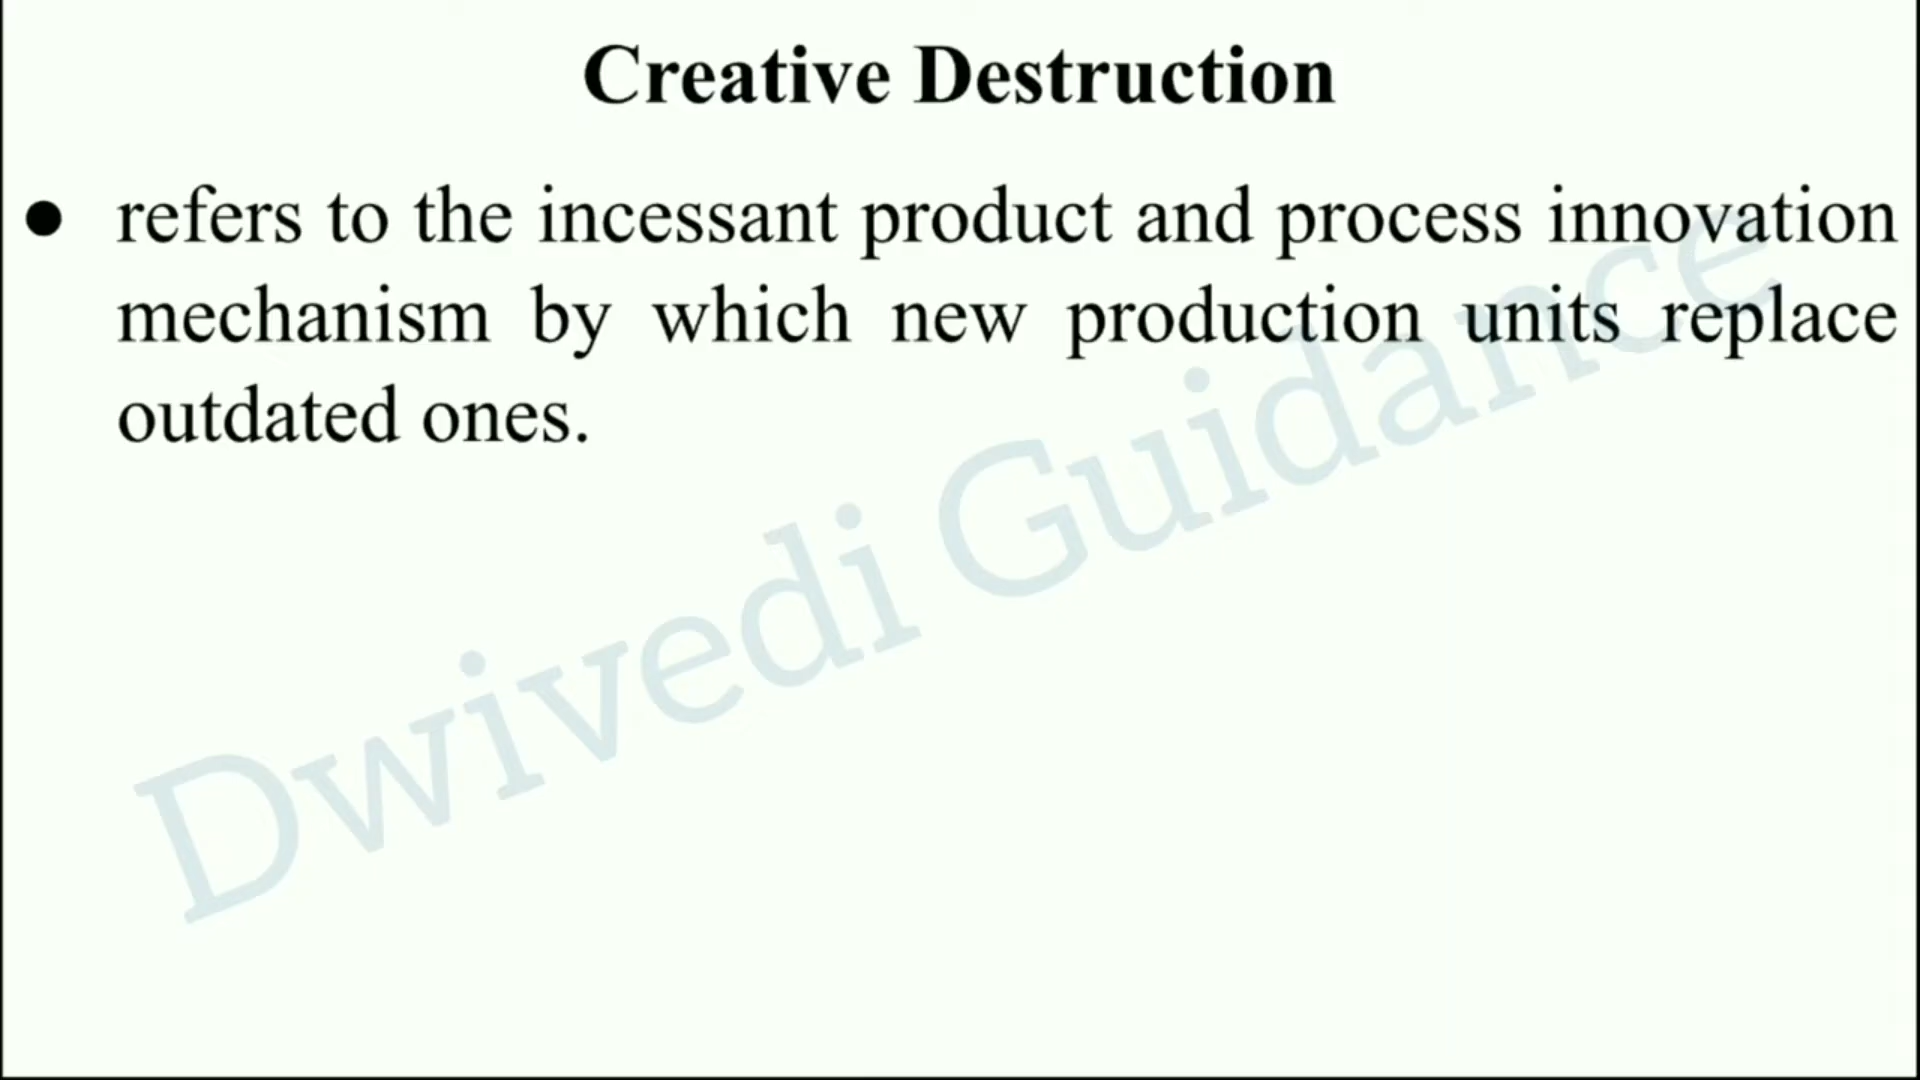 Creative Destruction
● refers to the incessant product and process innovation
mechanism by which new production units replace
outdated ones.
Dwivedi Guidance